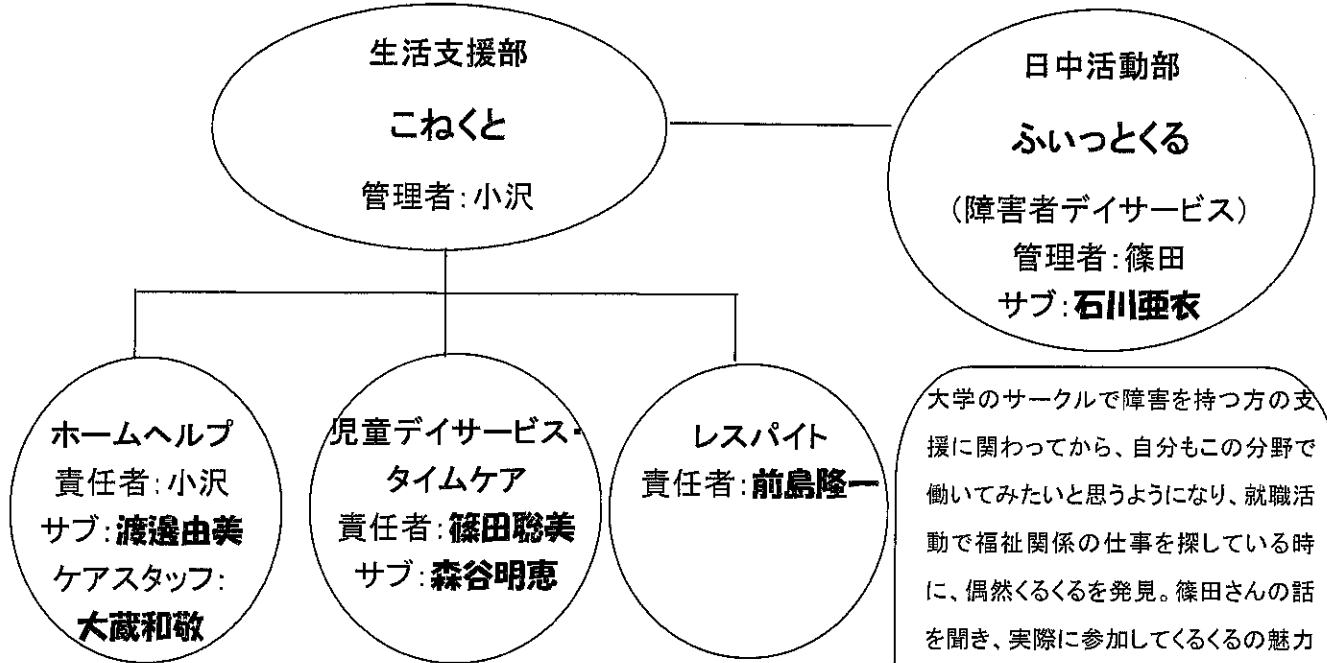 生活支援部
こねくと
管理者:小沢
日中活動部
ふぃっとくる
(障害者デイサービス)
管理者:篠田
サブ:石川亜衣
ホームヘルプ
責任者:小沢
サブ:渡邊由美
ケアスタッフ:
大蔵和敬
児童デイサービス・
タイムケア
責任者:篠田聡美
サブ:森谷明恵
レスパイト
責任者:前島隆一
大学のサークルで障害を持つ方の支
援に関わってから、自分もこの分野で
働いてみたいと思うようになり、就職活
動で福祉関係の仕事を探している時
に、偶然くるくるを発見。篠田さんの話
を聞き、実際に参加してくるくるの魅力